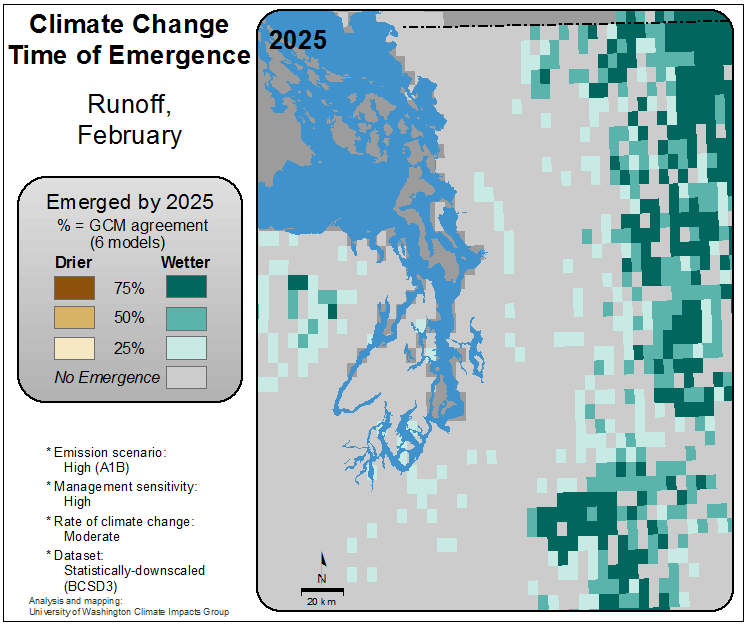 Climate Change
Time of Emergence
Runoff,
February
Emerged by 2025
% = GCM agreement
(6 models)
Drier Wetter
75%
50%
25%
No Emergence
* Emission scenario:
High (A1B)
* Management sensitivity:
High
* Rate of climate change:
Moderate
* Dataset:
Statistically-downscaled
(BCSD3)
Analysis and mapping:
University of Washington Climate Impacts Group
2025
N
20 km